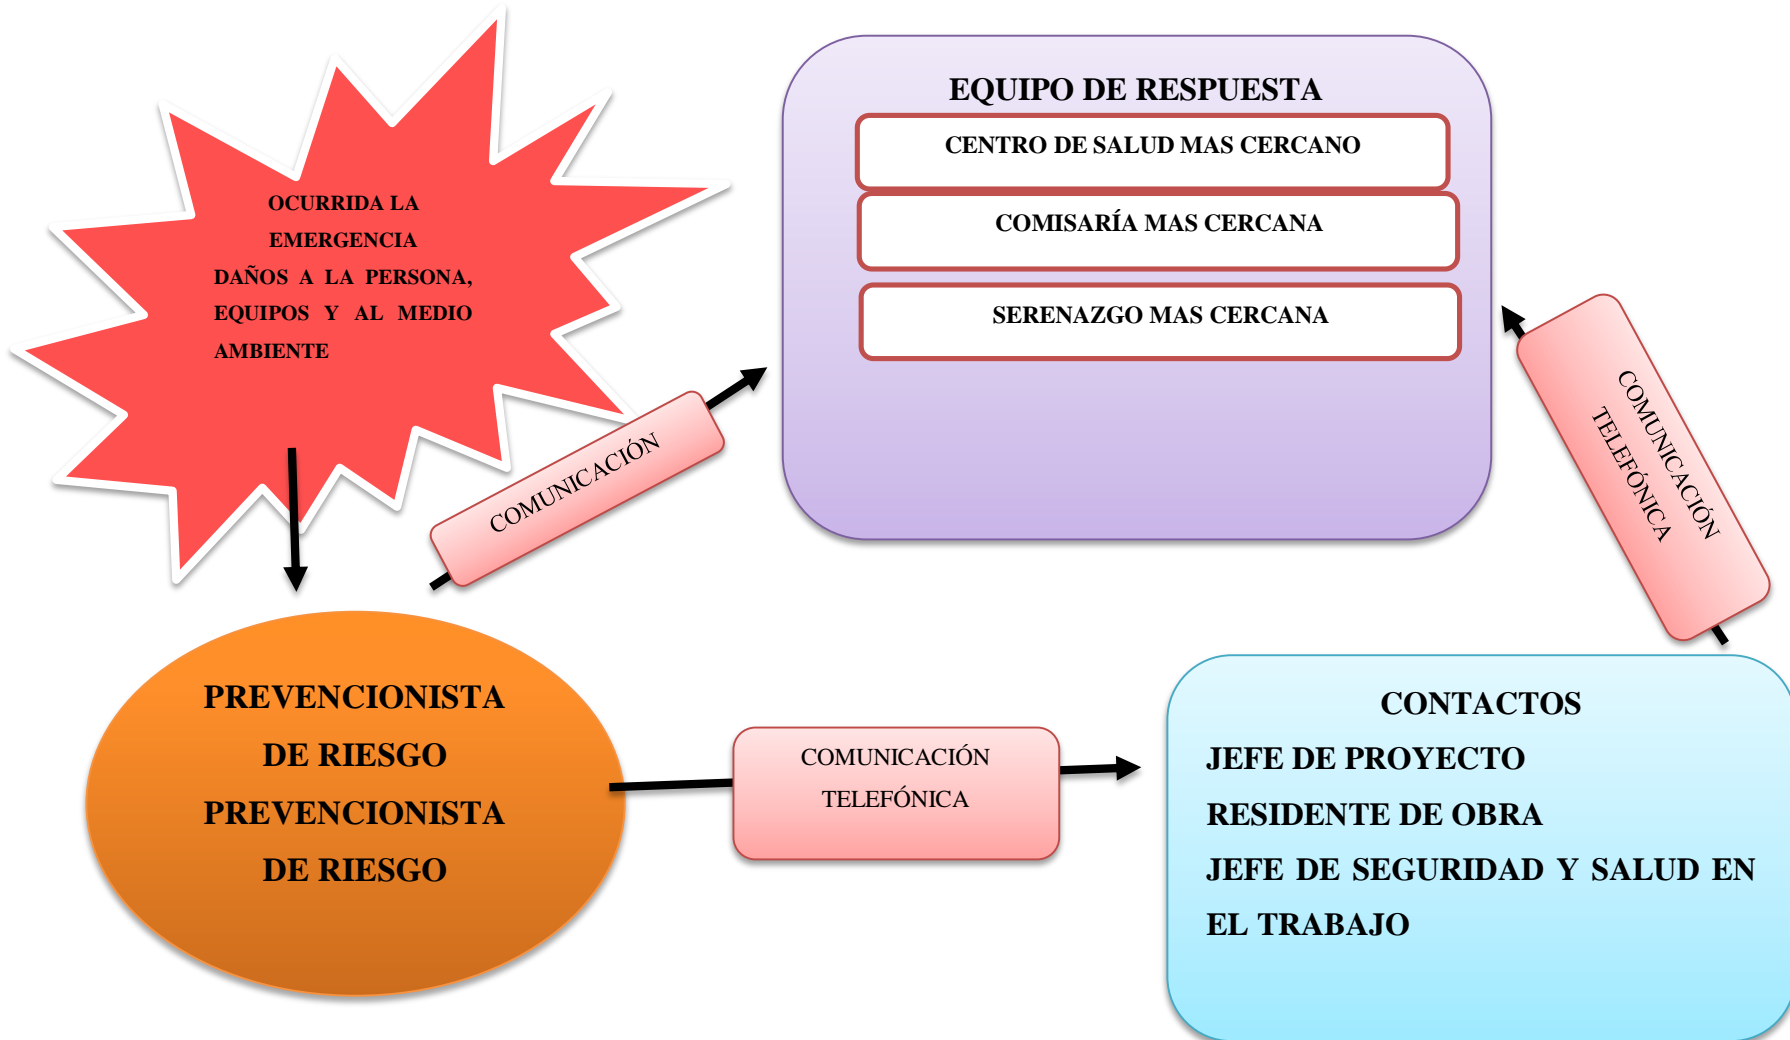 OCURRIDA LA
EMERGENCIA
DAÑOS A LA PERSONA,
EQUIPOS Y AL MEDIO
AMBIENTE
EQUIPO DE RESPUESTA
CENTRO DE SALUD MAS CERCANO
COMISARÍA MAS CERCANA
SERENAZGO MAS CERCANA
COMUNICACIÓN
COMUNICACIÓN
TELEFÓNICA
PREVENCIONISTA
DE RIESGO
PREVENCIONISTA
DE RIESGO
COMUNICACIÓN
TELEFÓNICA
CONTACTOS
JEFE DE PROYECTO
RESIDENTE DE OBRA
JEFE DE SEGURIDAD Y SALUD EN
EL TRABAJO